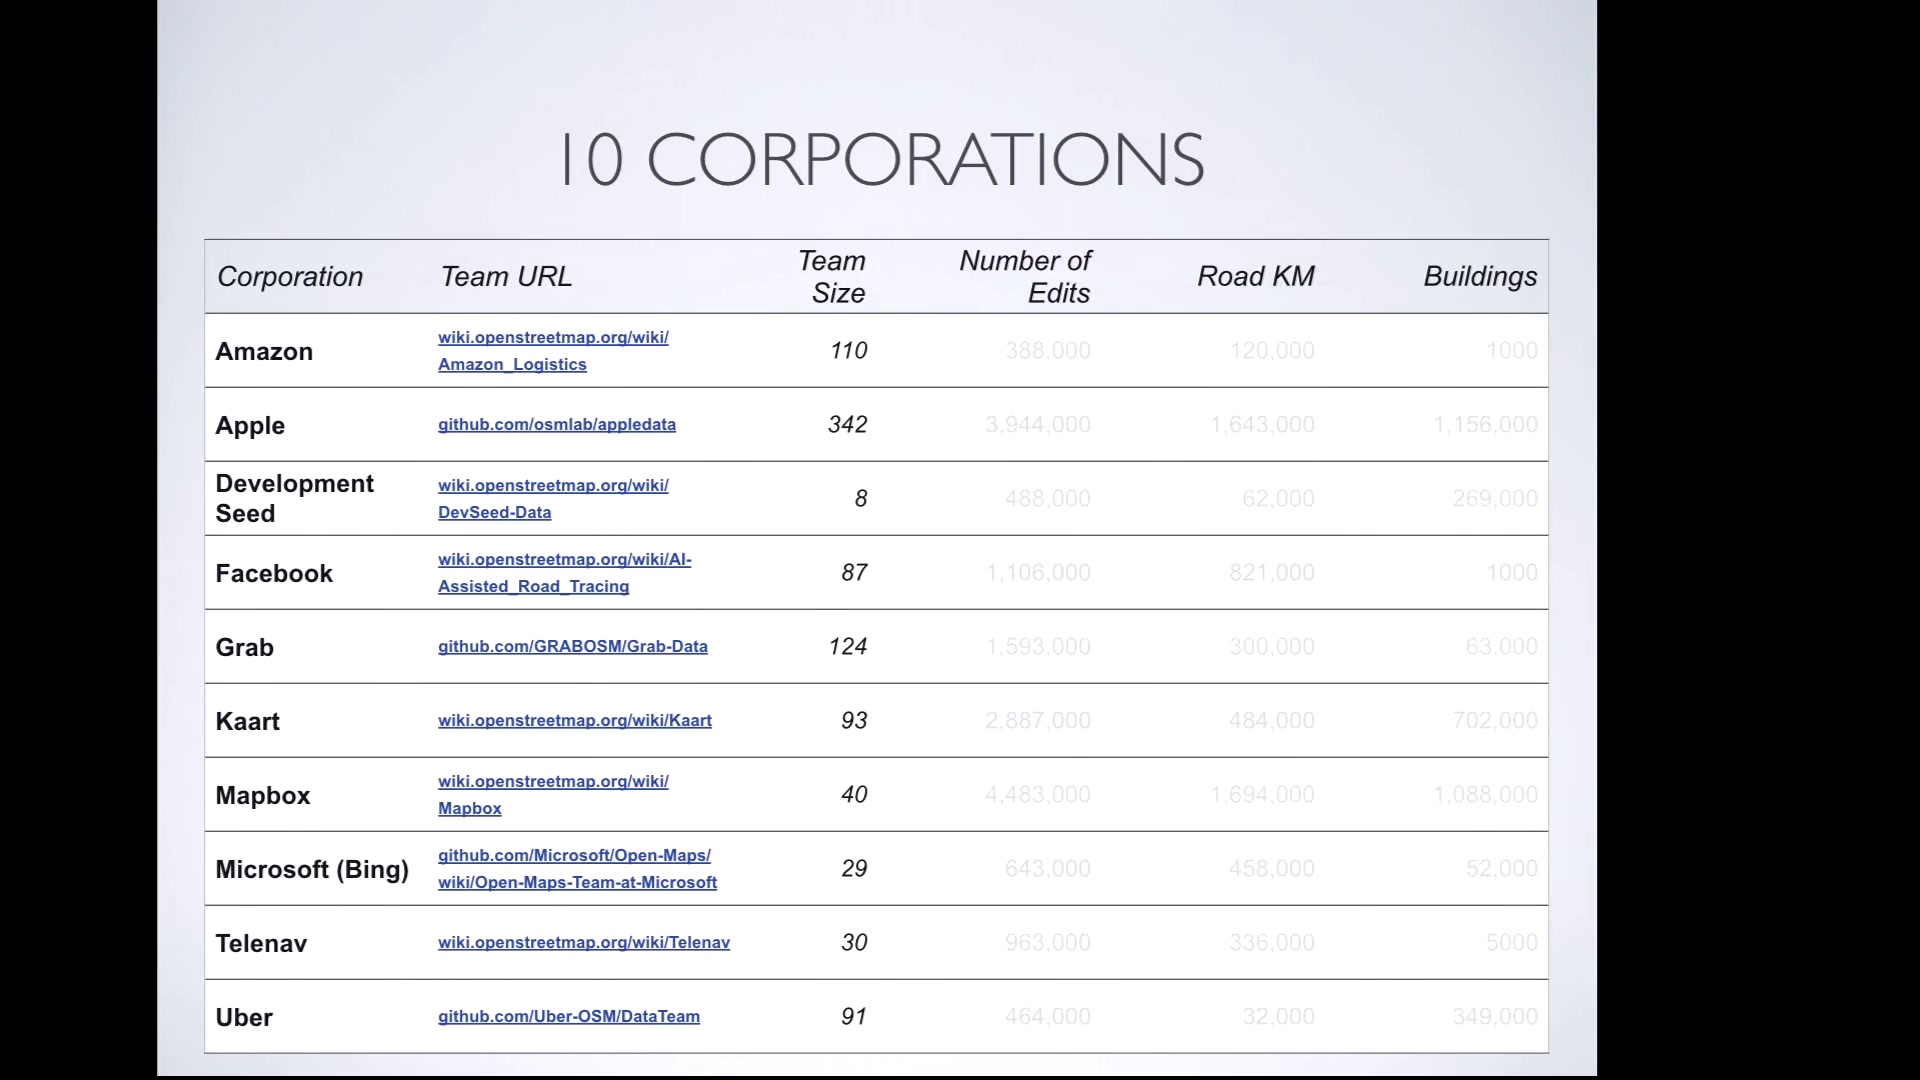 10 CORPORATIONS
Corporation Team URL Team Size Number of Edits Road KM Buildings
Amazon wiki.openstreetmap.org/wiki/ 110 388,000 120,000 1000
Amazon_Logistics
Apple github.com/osmlab/appledata 342 3,944,000 1,643,000 1,156,000
Development Seed wiki.openstreetmap.org/wiki/ 8 488,000 62,000 269,000
DevSeed-Data
Facebook wiki.openstreetmap.org/wiki/AI- 87 1,106,000 821,000 1000
Assisted_Road_Tracing
Grab github.com/GRABOSM/Grab-Data 124 1,593,000 300,000 63,000
Kaart wiki.openstreetmap.org/wiki/Kaart 93 2,887,000 484,000 702,000
Mapbox wiki.openstreetmap.org/wiki/ 40 4,483,000 1,694,000 1,088,000
Mapbox
Microsoft (Bing) github.com/Microsoft/Open-Maps/ 29 643,000 458,000 52,000
wiki/Open-Maps-Team-at-Microsoft
Telenav wiki.openstreetmap.org/wiki/Telenav 30 963,000 336,000 5000
Uber github.com/Uber-OSM/DataTeam 91 464,000 32,000 349,000